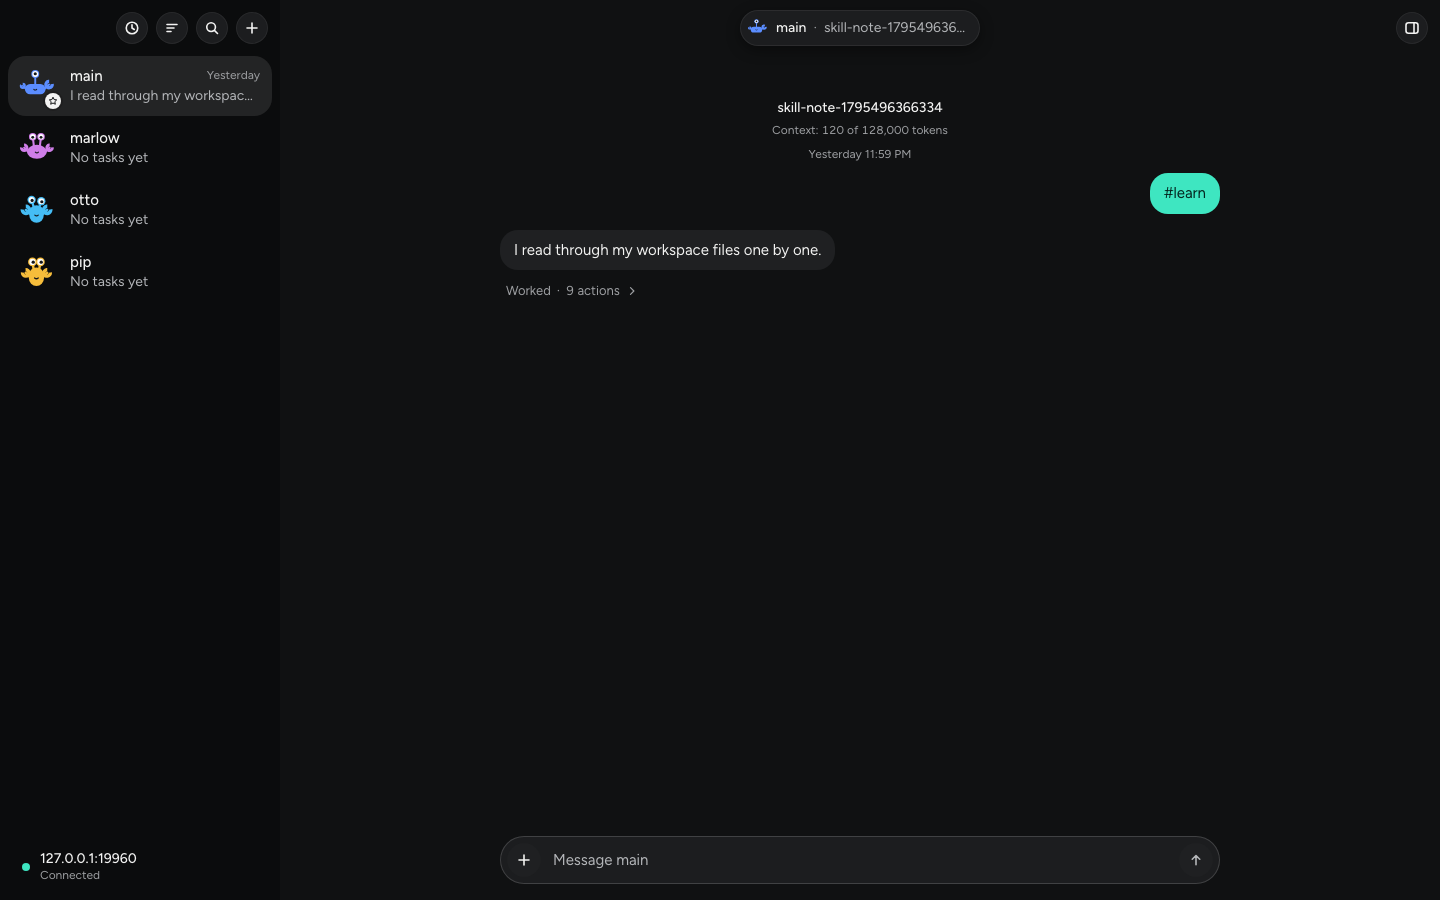 main
Yesterday
I read through my workspac...
marlow
No tasks yet
otto
No tasks yet
pip
No tasks yet
127.0.0.1:19960
Connected
main · skill-note-179549636...
skill-note-1795496366334
Context: 120 of 128,000 tokens
Yesterday 11:59 PM
#learn
I read through my workspace files one by one.
Worked · 9 actions
Message main